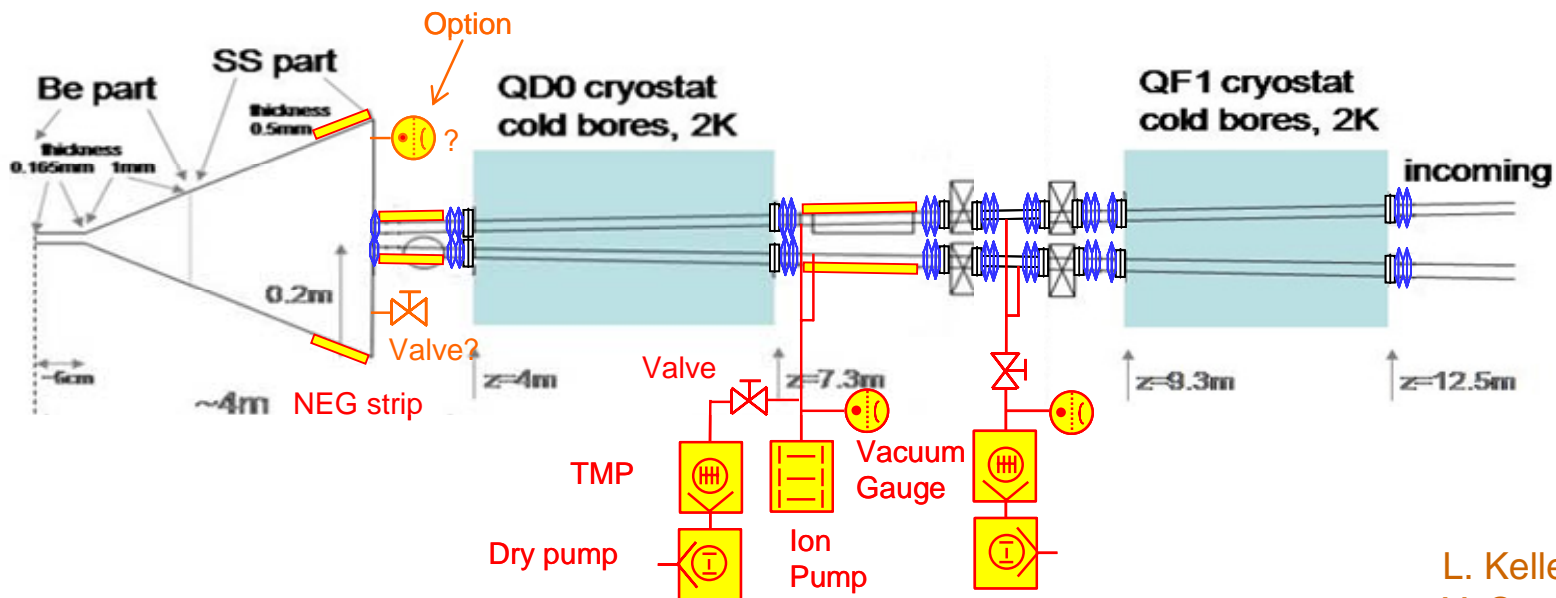 Option
SS part
Be part
thickness
0.5mm
thickness
0.165mm 1mm
?
QD0 cryostat
cold bores, 2K
QF1 cryostat
cold bores, 2K
incoming
0.2m
Valve?
~6cm
~4m
NEG strip
z=4m
Valve
z=7.3m
z=9.3m
z=12.5m
TMP
Vacuum
Gauge
Dry pump
Ion
Pump
L. Kelle